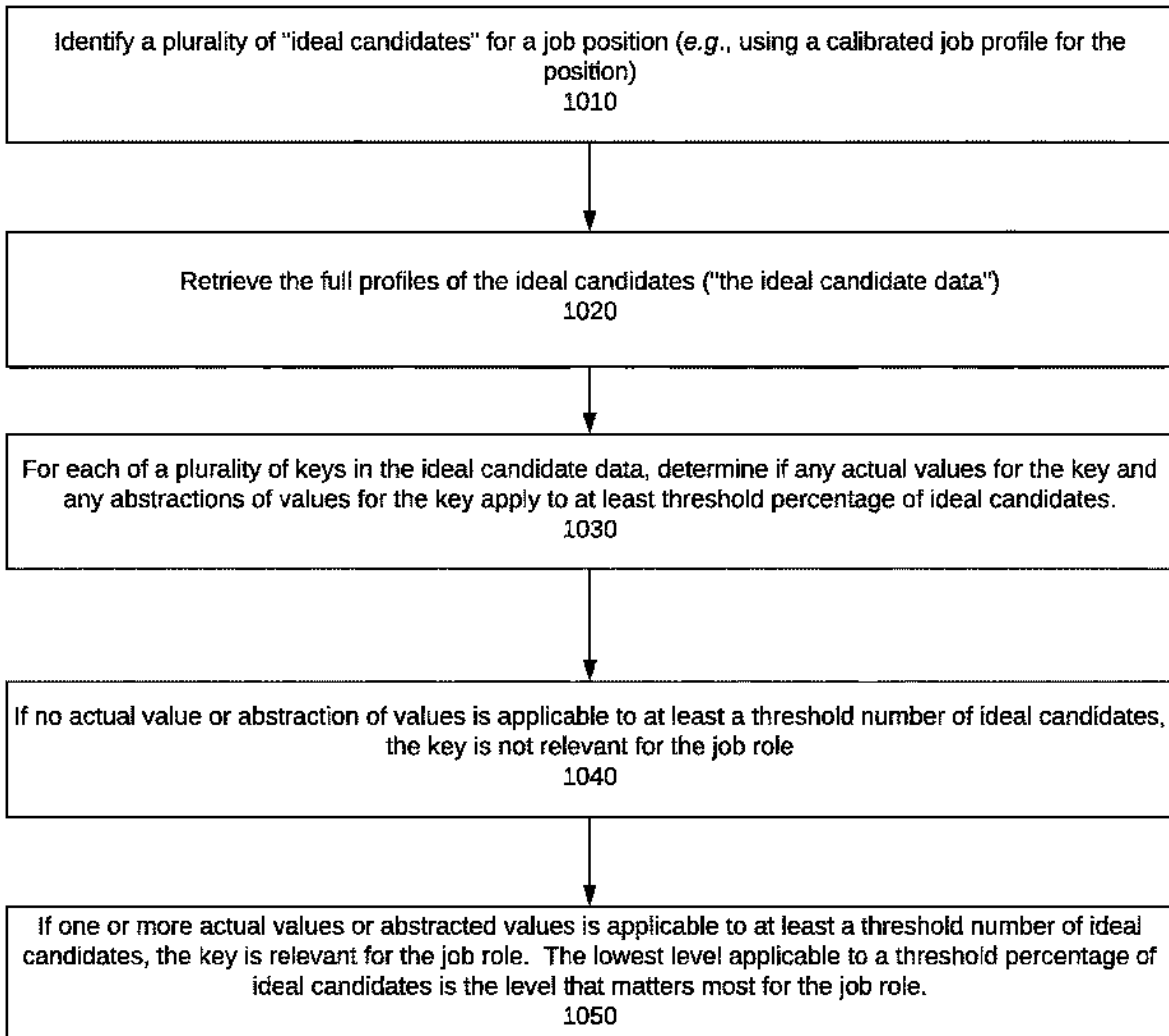 Identify a plurality of "ideal candidates" for a job position (e.g., using a calibrated job profile for the
position)
1010
Retrieve the full profiles of the ideal candidates ("the ideal candidate data")
1020
For each of a plurality of keys in the ideal candidate data, determine if any actual values for the key and
any abstractions of values for the key apply to at least threshold percentage of ideal candidates.
1030
If no actual value or abstraction of values is applicable to at least a threshold number of ideal candidates,
the key is not relevant for the job role
1040
If one or more actual values or abstracted values is applicable to at least a threshold number of ideal
candidates, the key is relevant for the job role. The lowest level applicable to a threshold percentage of
ideal candidates is the level that matters most for the job role.
1050